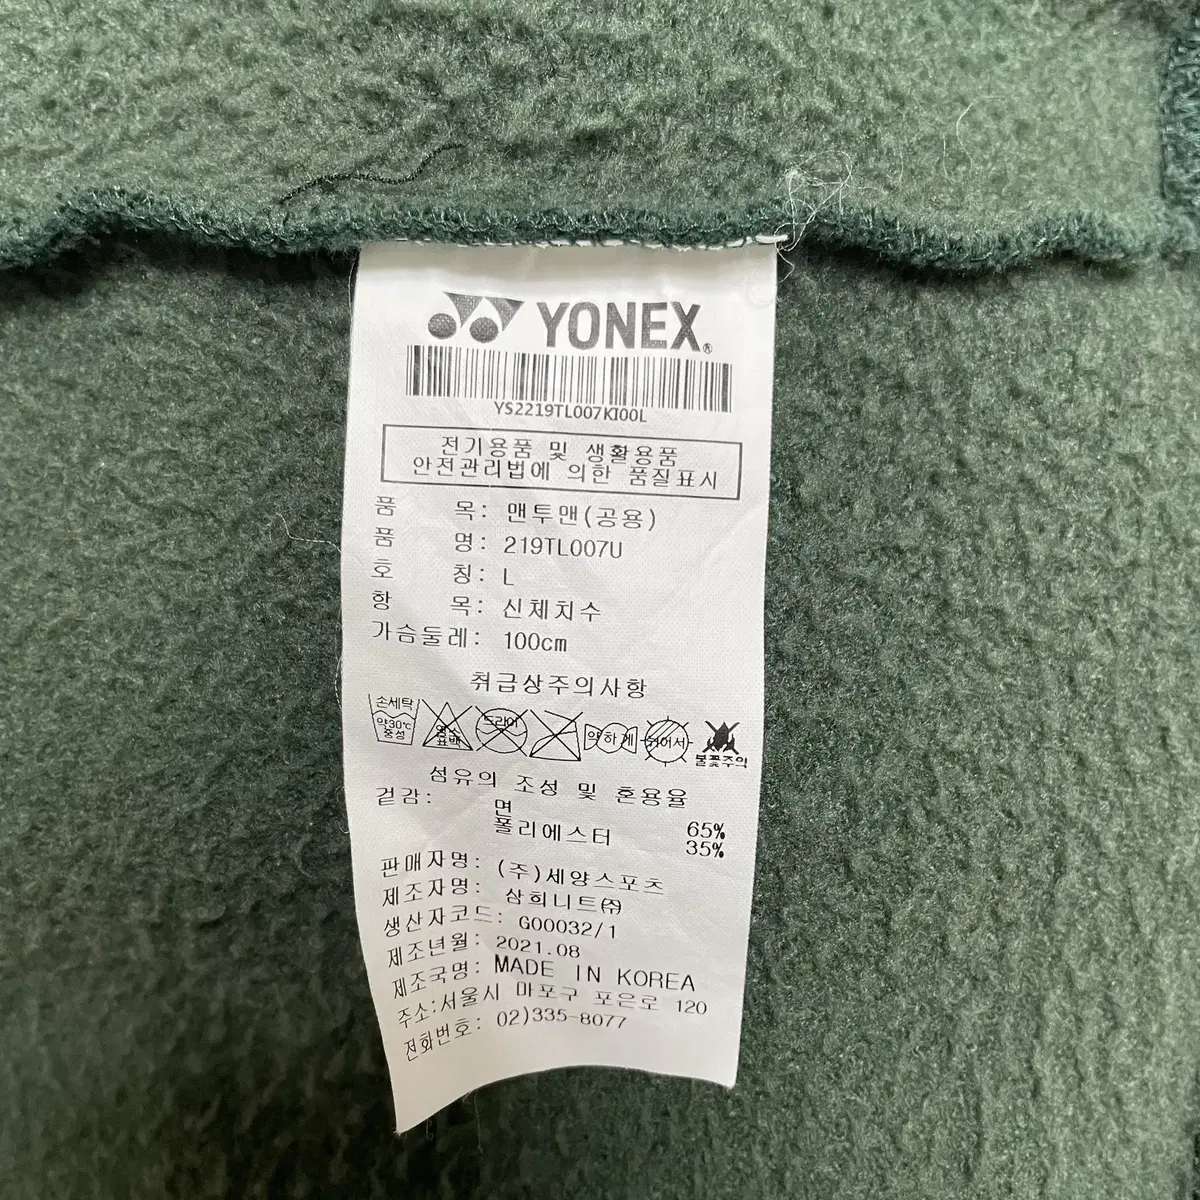 YONEX®
YS2219TL007KI00L
전기용품 및 생활용품
안전관리법에 의한 품질표시
품 목: 맨투맨(공용)
품 명: 219TL007U
호 칭: L
항 목: 신체치수
가슴둘레: 100cm
취급상주의사항
손세탁
약30℃
중성
염소
표백
드라이
약하게
뉘어서
불꽃주의
섬유의 조성 및 혼용율
겉감: 면 65%
폴리에스터 35%
판매자명: (주)세양스포츠
제조자명: 삼희니트㈜
생산자코드: G00032/1
제조년월: 2021.08
제조국명: MADE IN KOREA
주소:서울시 마포구 포은로 120
전화번호: 02)335-8077